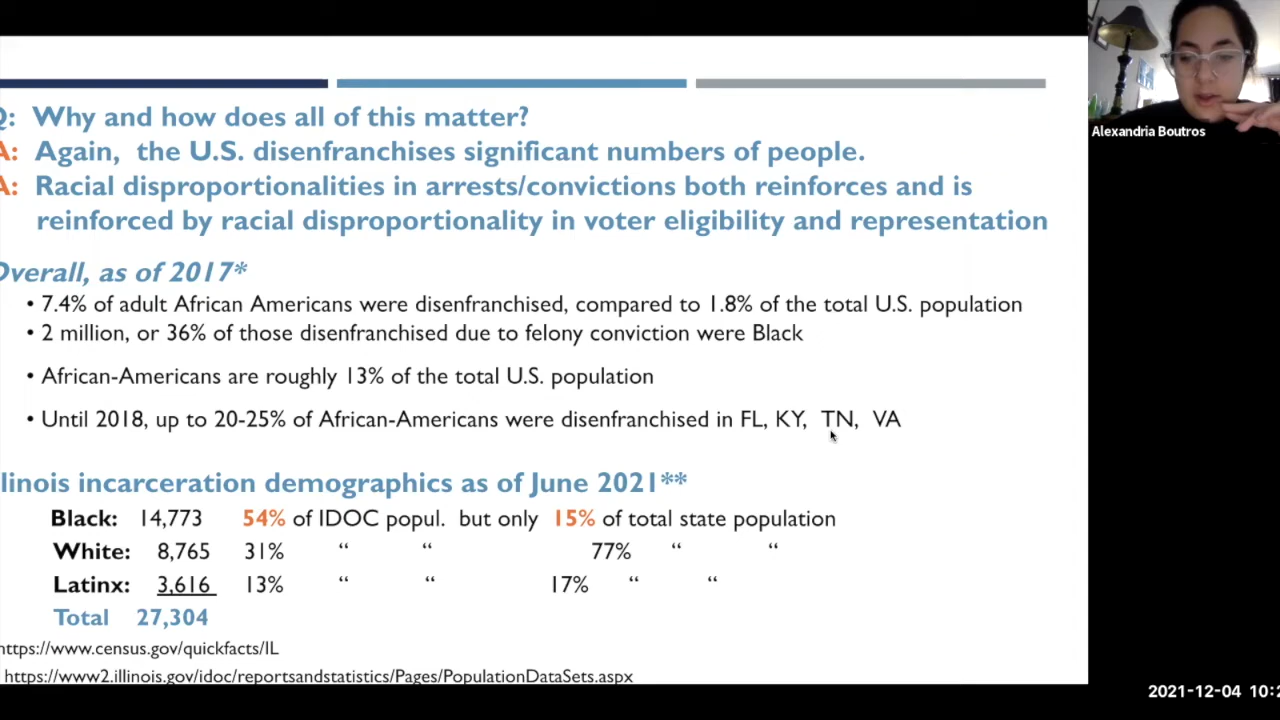 Q: Why and how does all of this matter?
A: Again, the U.S. disenfranchises significant numbers of people.
A: Racial disproportionalities in arrests/convictions both reinforces and is
reinforced by racial disproportionality in voter eligibility and representation
Overall, as of 2017*
• 7.4% of adult African Americans were disenfranchised, compared to 1.8% of the total U.S. population
• 2 million, or 36% of those disenfranchised due to felony conviction were Black
• African-Americans are roughly 13% of the total U.S. population
• Until 2018, up to 20-25% of African-Americans were disenfranchised in FL, KY, TN, VA
llinois incarceration demographics as of June 2021**
Black: 14,773 54% of IDOC popul. but only 15% of total state population
White: 8,765 31% “ “ 77% “ “
Latinx: 3,616 13% “ “ 17% “ “
Total 27,304
https://www.census.gov/quickfacts/IL
https://www2.illinois.gov/idoc/reportsandstatistics/Pages/PopulationDataSets.aspx
Alexandria Boutros
2021-12-04 10:2